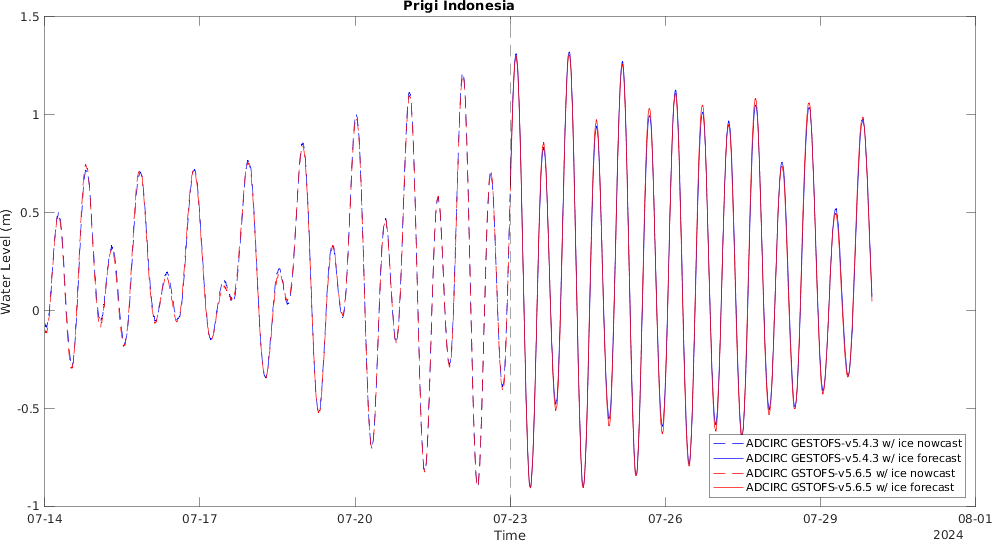 Prigi Indonesia
Water Level (m)
1.5
1
0.5
0
-0.5
-1
07-14
07-17
07-20
07-23
07-26
07-29
08-01
Time
2024
ADCIRC GESTOFS-v5.4.3 w/ ice nowcast
ADCIRC GESTOFS-v5.4.3 w/ ice forecast
ADCIRC GSTOFS-v5.6.5 w/ ice nowcast
ADCIRC GSTOFS-v5.6.5 w/ ice forecast